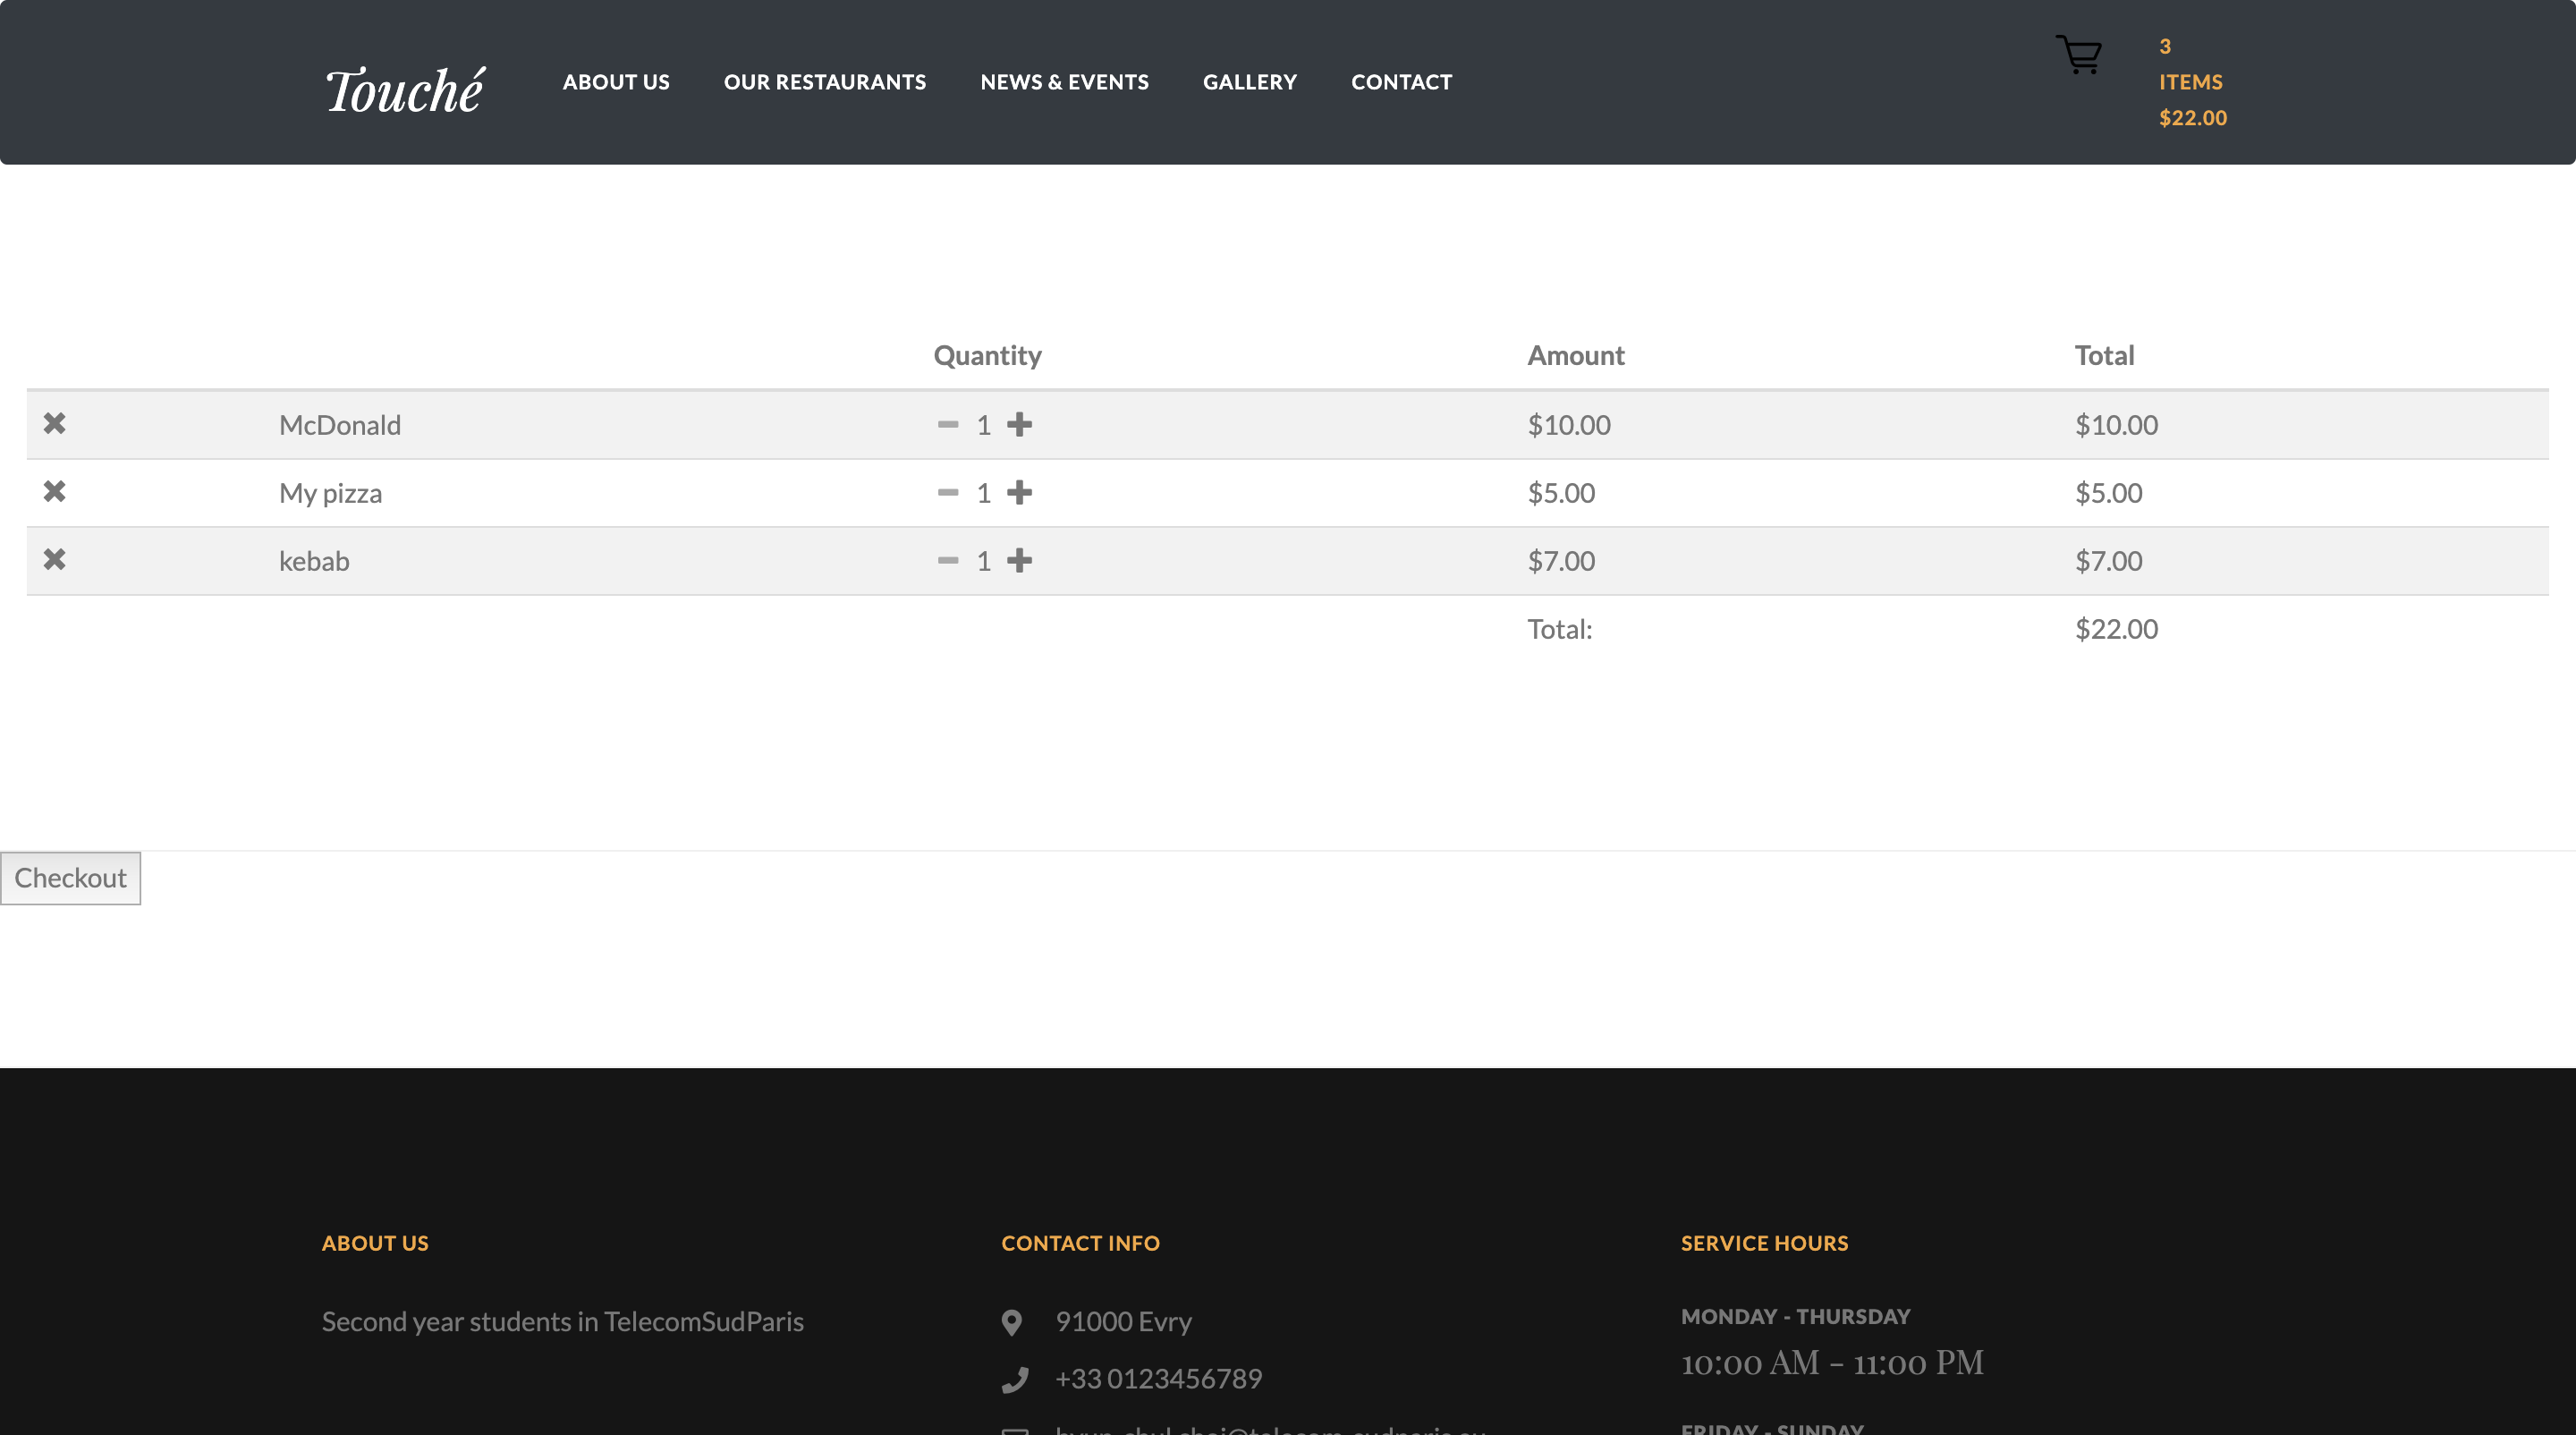 Touché ABOUT US OUR RESTAURANTS NEWS & EVENTS GALLERY CONTACT
3
ITEMS
$22.00
Quantity Amount Total
McDonald 1 $10.00 $10.00
My pizza 1 $5.00 $5.00
kebab 1 $7.00 $7.00
Total: $22.00
Checkout
ABOUT US
Second year students in TelecomSudParis
CONTACT INFO
91000 Evry
+33 0123456789
SERVICE HOURS
MONDAY - THURSDAY
10:00 AM - 11:00 PM
FRIDAY - SUNDAY